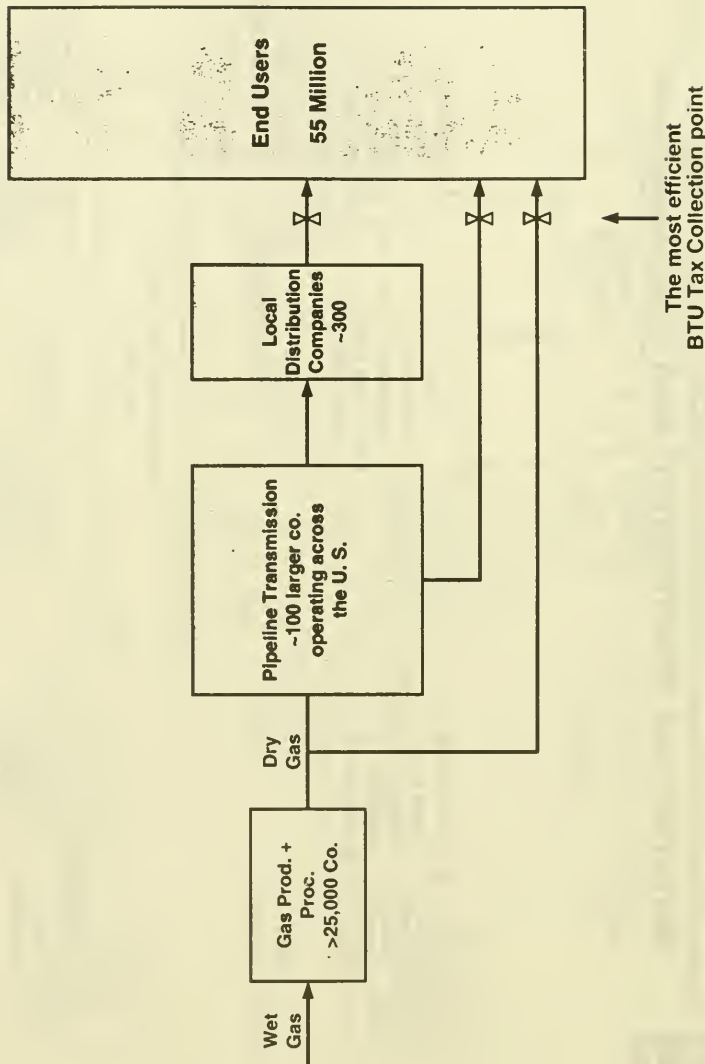 Wet
Gas
Gas Prod. +
Proc.
>25,000 Co.
Dry
Gas
Pipeline Transmission
~100 larger co.
operating across
the U. S.
Local
Distribution
Companies
~300
End Users
55 Million
The most efficient
BTU Tax Collection point